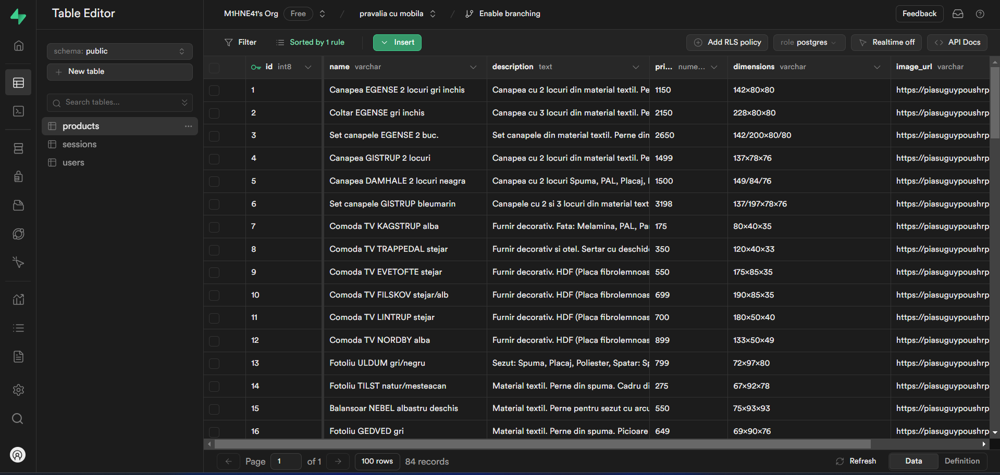 Table Editor
M1HNE41's Org Free / pravalia cu mobila / Enable branching
Feedback
schema: public
New table
Search tables...
products
sessions
users
Filter Sorted by 1 rule Insert Add RLS policy role postgres Realtime off API Docs
id int8 name varchar description text pri... nume... dimensions varchar image_url varchar
1 Canapea EGENSE 2 locuri gri inchis Canapea cu 2 locuri din material textil. Pe 1150 142×80×80 https://piasuguypoushrp
2 Coltar EGENSE gri inchis Canapea cu 3 locuri din material textil. Pe 2150 228×80×80 https://piasuguypoushrp
3 Set canapele EGENSE 2 buc. Set canapele din material textil. Perne din 2650 142/200×80/80 https://piasuguypoushrp
4 Canapea GISTRUP 2 locuri Canapea cu 2 locuri din material textil. Pe 1499 137×78×76 https://piasuguypoushrp
5 Canapea DAMHALE 2 locuri neagra Canapea cu 2 locuri Spuma, PAL, Placaj, 1500 149/84/76 https://piasuguypoushrp
6 Set canapele GISTRUP bleumarin Canapele cu 2 si 3 locuri din material text 3198 137/197×78×76 https://piasuguypoushrp
7 Comoda TV KAGSTRUP alba Furnir decorativ. Fata: Melamina, PAL, Pa 175 80×40×35 https://piasuguypoushrp
8 Comoda TV TRAPPEDAL stejar Furnir decorativ si otel. Sertar cu deschid 350 120×40×33 https://piasuguypoushrp
9 Comoda TV EVETOFTE stejar Furnir decorativ. HDF (Placa fibrolemnoas 550 175×85×35 https://piasuguypoushrp
10 Comoda TV FILSKOV stejar/alb Furnir decorativ. HDF (Placa fibrolemnoas 699 190×85×35 https://piasuguypoushrp
11 Comoda TV LINTRUP stejar Furnir decorativ. HDF (Placa fibrolemnoas 700 180×50×40 https://piasuguypoushrp
12 Comoda TV NORDBY alba Furnir decorativ. HDF (Placa fibrolemnoas 899 133×50×49 https://piasuguypoushrp
13 Fotoliu ULDUM gri/negru Sezut: Spuma, Placaj, Poliester, Spatar: Sp 799 72×97×80 https://piasuguypoushrp
14 Fotoliu TILST natur/mesteacan Material textil. Perne din spuma. Cadru di 275 67×92×78 https://piasuguypoushrp
15 Balansoar NEBEL albastru deschis Material textil. Perne pentru sezut cu arcu 550 75×93×93 https://piasuguypoushrp
16 Fotoliu GEDVED gri Material textil. Perne din spuma. Picioare 649 69×90×76 https://piasuguypoushrp
Page 1 of 1 100 rows 84 records Refresh Data Definition